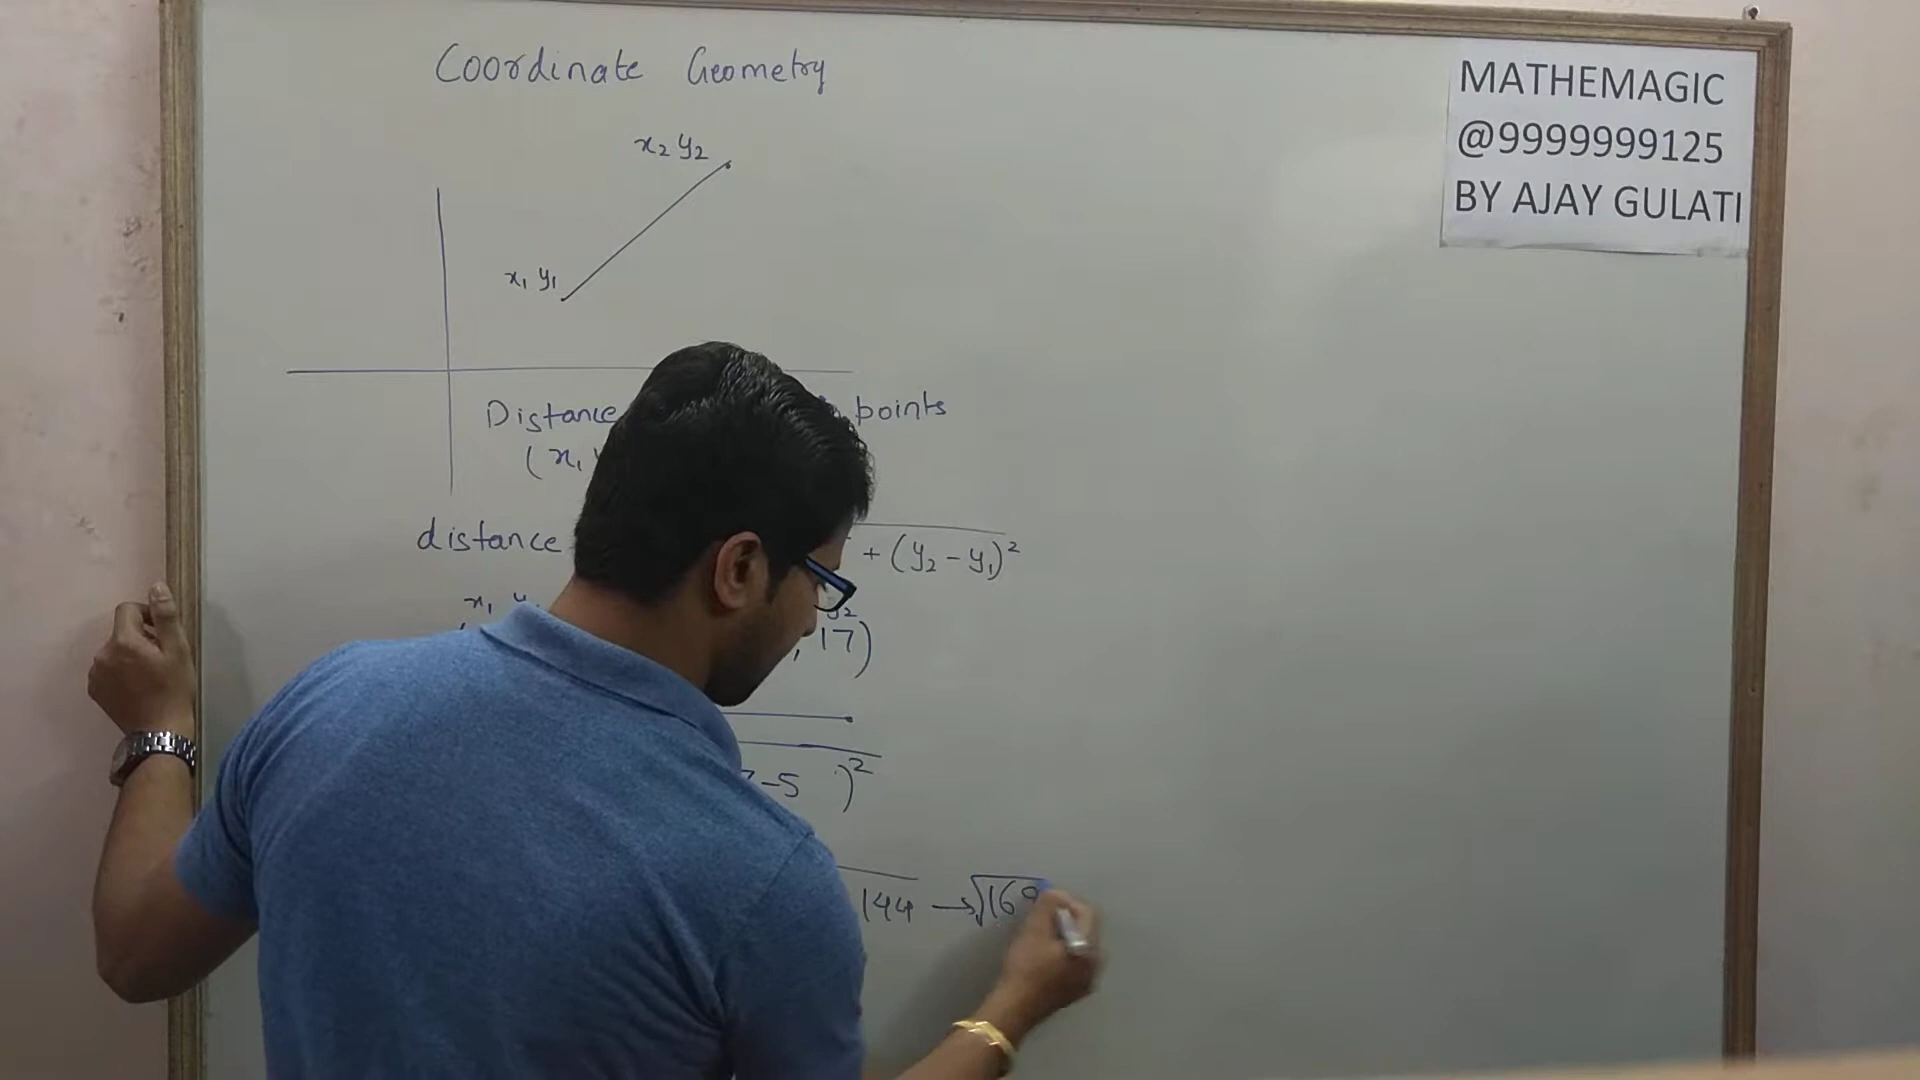 Coordinate Geometry
MATHEMAGIC
@9999999125
BY AJAY GULATI
x₂ y₂
x₁ y₁
Distance points
(x₁
distance + (y₂ - y₁)²
x₁ y₂
, 17)
-5 )²
144 → √169